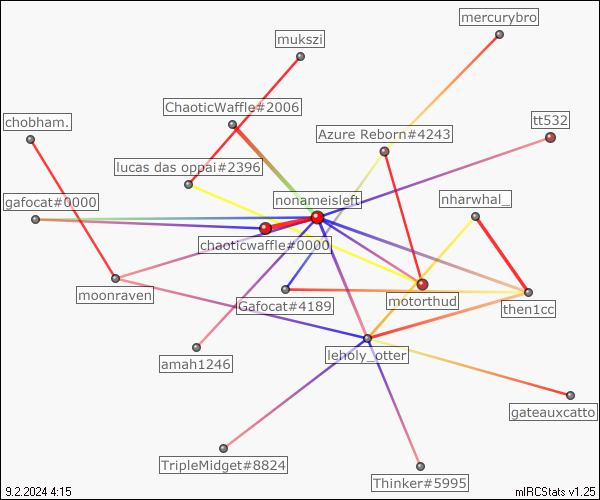 mercurybro
mukszi
ChaoticWaffle#2006
chobham.
tt532
Azure Reborn#4243
lucas das oppai#2396
gafocat#0000
nonameisleft
nharwhal_
chaoticwaffle#0000
moonraven
Gafocat#4189
motorthud
then1cc
leholy_otter
amah1246
gateauxcatto
TripleMidget#8824
Thinker#5995
9.2.2024 4:15
mIRCStats v1.25